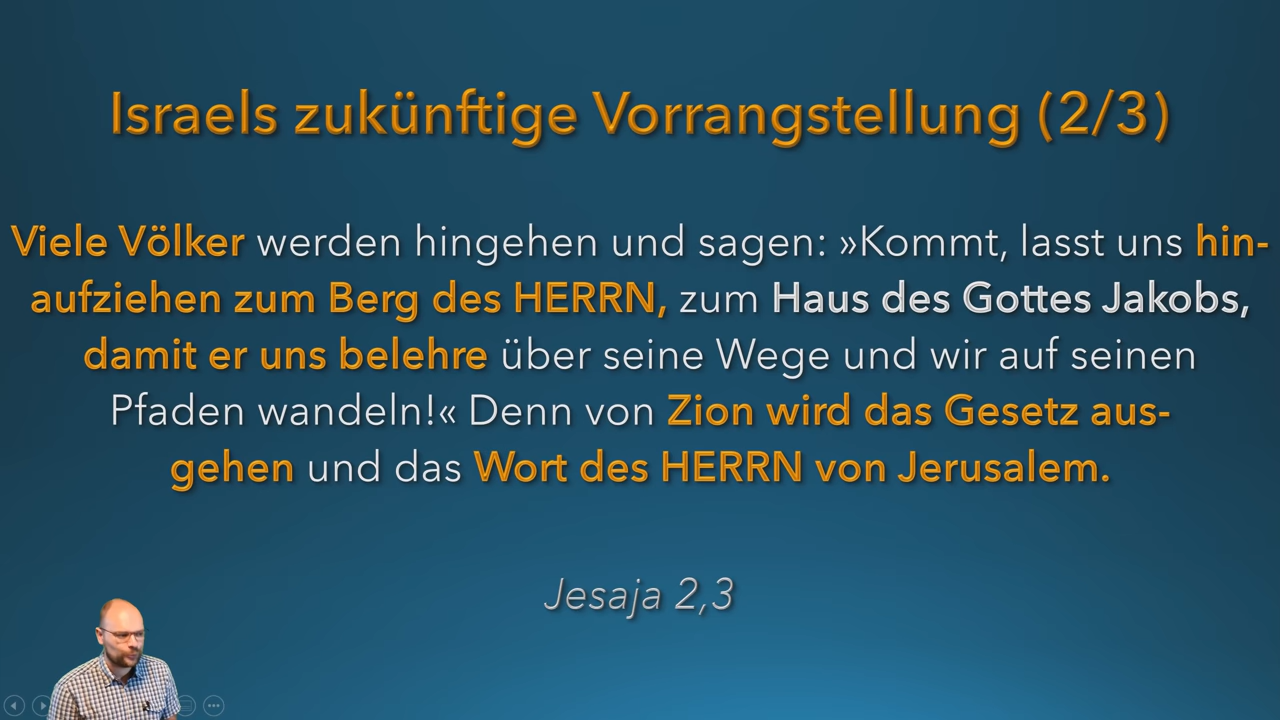 Israels zukünftige Vorrangstellung (2/3)
Viele Völker werden hingehen und sagen: »Kommt, lasst uns hin-
aufziehen zum Berg des HERRN, zum Haus des Gottes Jakobs,
damit er uns belehre über seine Wege und wir auf seinen
Pfaden wandeln!« Denn von Zion wird das Gesetz aus-
gehen und das Wort des HERRN von Jerusalem.
Jesaja 2,3